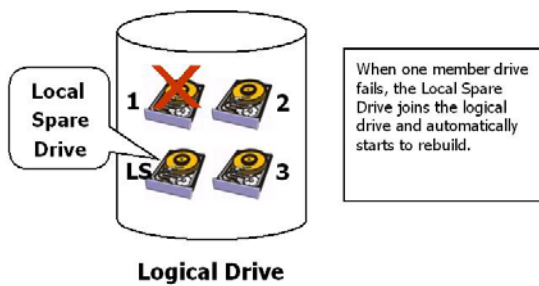 Local
Spare
Drive
1
2
LS
3
Logical Drive
When one member drive
fails, the Local Spare
Drive joins the logical
drive and automatically
starts to rebuild.